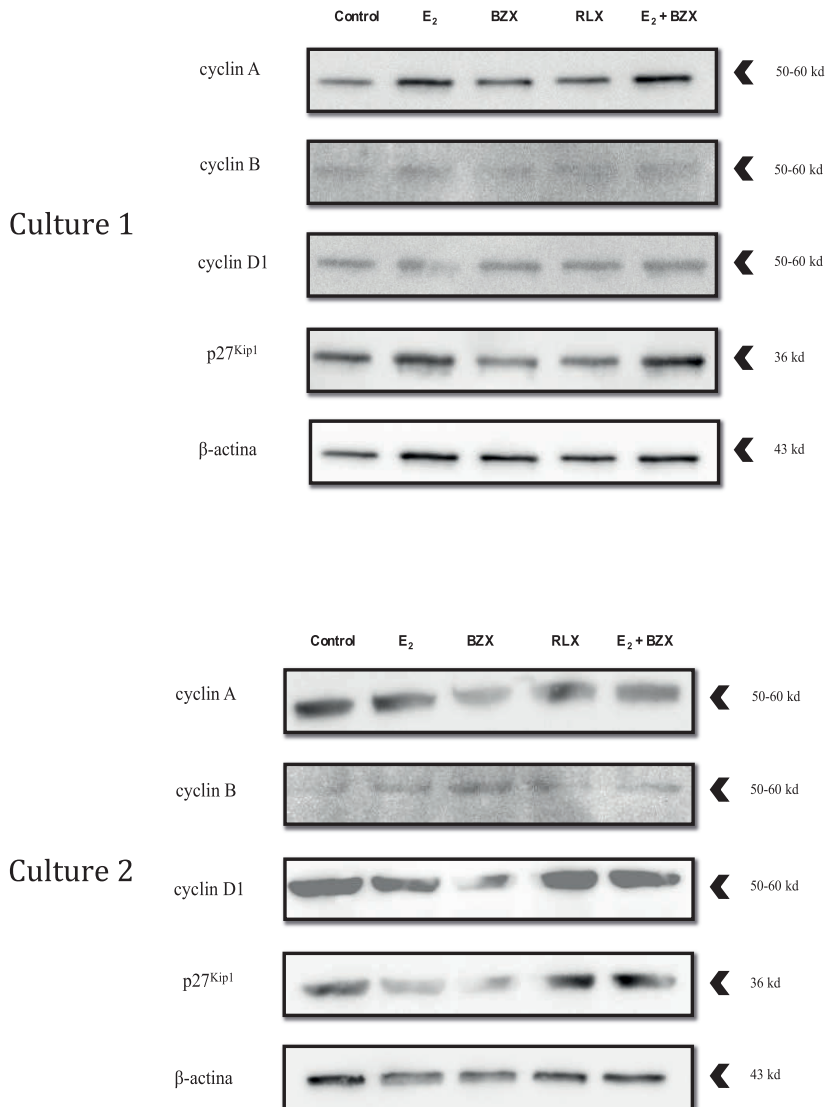 Control E₂ BZX RLX E₂ + BZX
cyclin A 50-60 kd
cyclin B 50-60 kd
Culture 1
cyclin D1 50-60 kd
p27ᴷⁱᵖ¹ 36 kd
β-actina 43 kd
Control E₂ BZX RLX E₂ + BZX
cyclin A 50-60 kd
cyclin B 50-60 kd
Culture 2
cyclin D1 50-60 kd
p27ᴷⁱᵖ¹ 36 kd
β-actina 43 kd